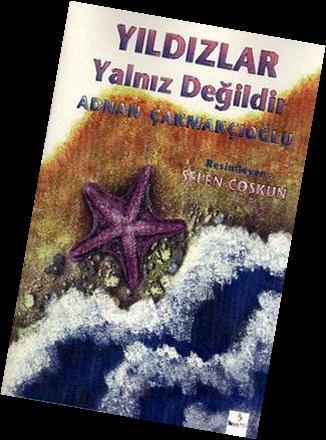 YILDIZLAR
Yalnız Değildir
ADNAN ÇAKMAKÇIOĞLU
Resimleyen
SELEN COŞKUN